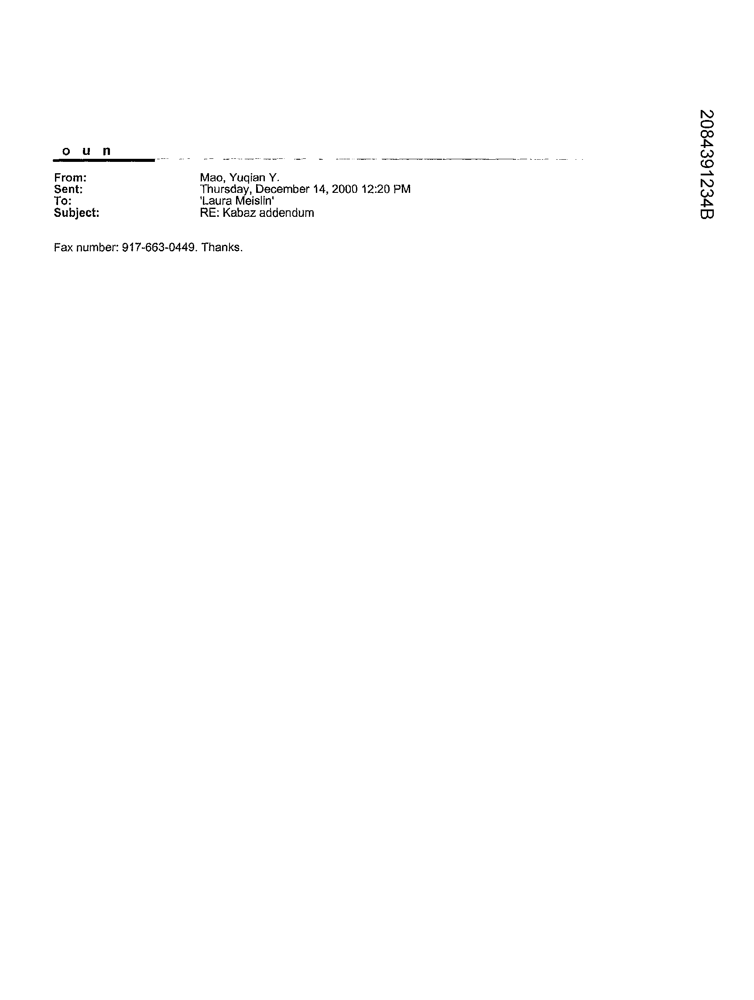 o u n
From: Mao, Yuqian Y.
Sent: Thursday, December 14, 2000 12:20 PM
To: 'Laura Meislin'
Subject: RE: Kabaz addendum
Fax number: 917-663-0449. Thanks.
2084391234B